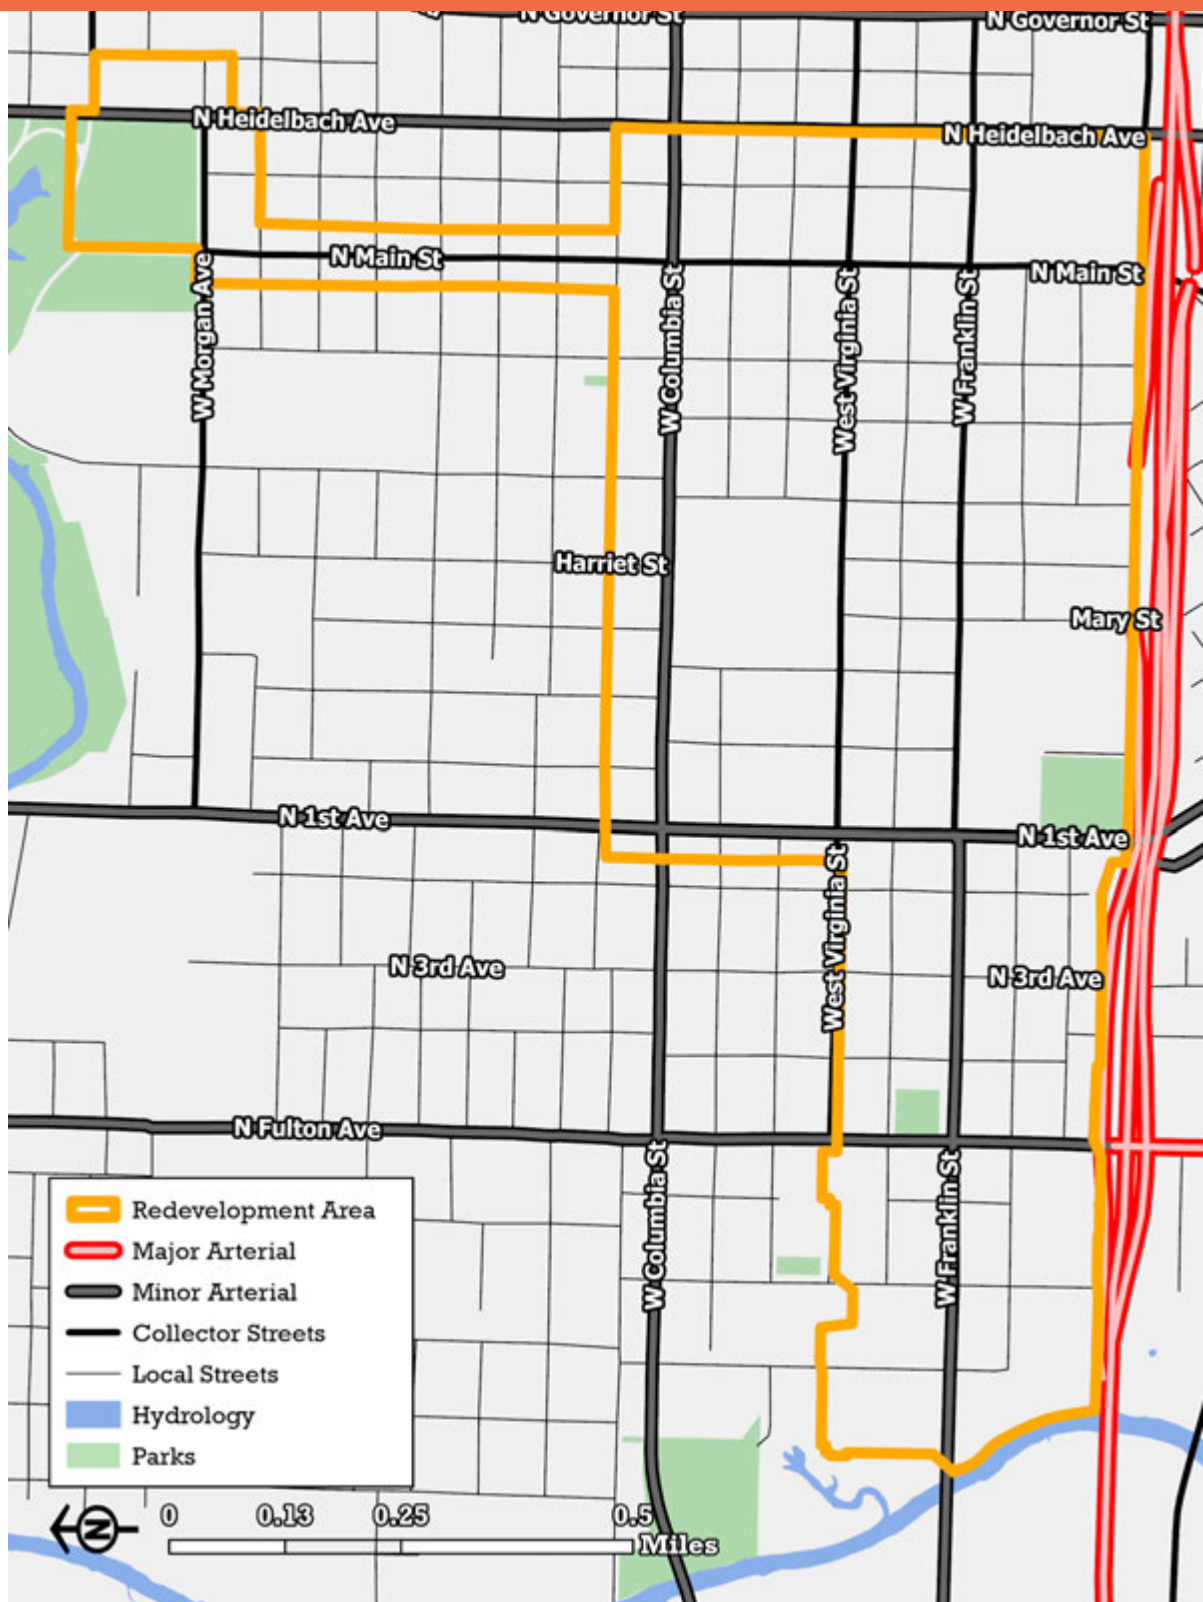 N Governor St
N Governor St
N Heidelbach Ave
N Heidelbach Ave
N Main St
N Main St
W Morgan Ave
W Columbia St
West Virginia St
W Franklin St
Harriet St
Mary St
N 1st Ave
N 1st Ave
West Virginia St
N 3rd Ave
N 3rd Ave
N Fulton Ave
W Columbia St
W Franklin St
Redevelopment Area
Major Arterial
Minor Arterial
Collector Streets
Local Streets
Hydrology
Parks
N
0 0.13 0.25 0.5
Miles